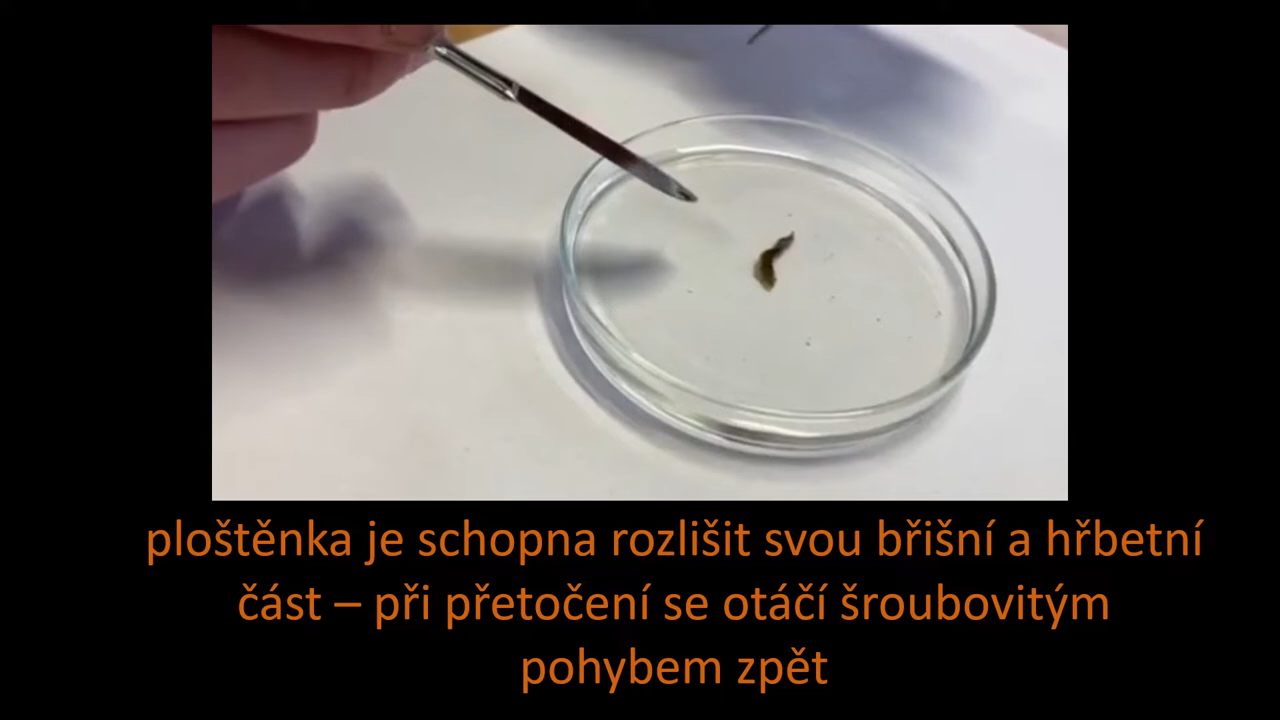 ploštěnka je schopna rozlišit svou břišní a hřbetní
část – při přetočení se otáčí šroubovitým
pohybem zpět